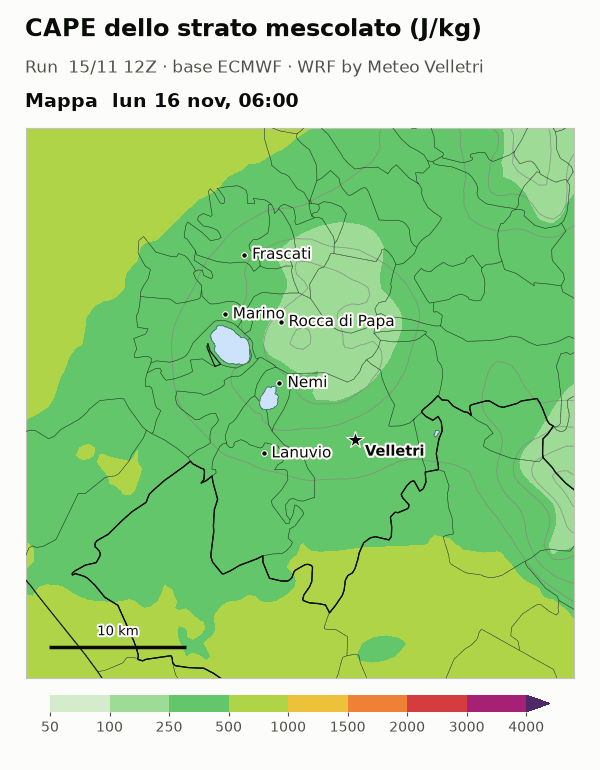 CAPE dello strato mescolato (J/kg)
Run  15/11 12Z · base ECMWF · WRF by Meteo Velletri
Mappa  lun 16 nov, 06:00
Frascati
Marino
Rocca di Papa
Nemi
Velletri
Lanuvio
10 km
50 100 250 500 1000 1500 2000 3000 4000